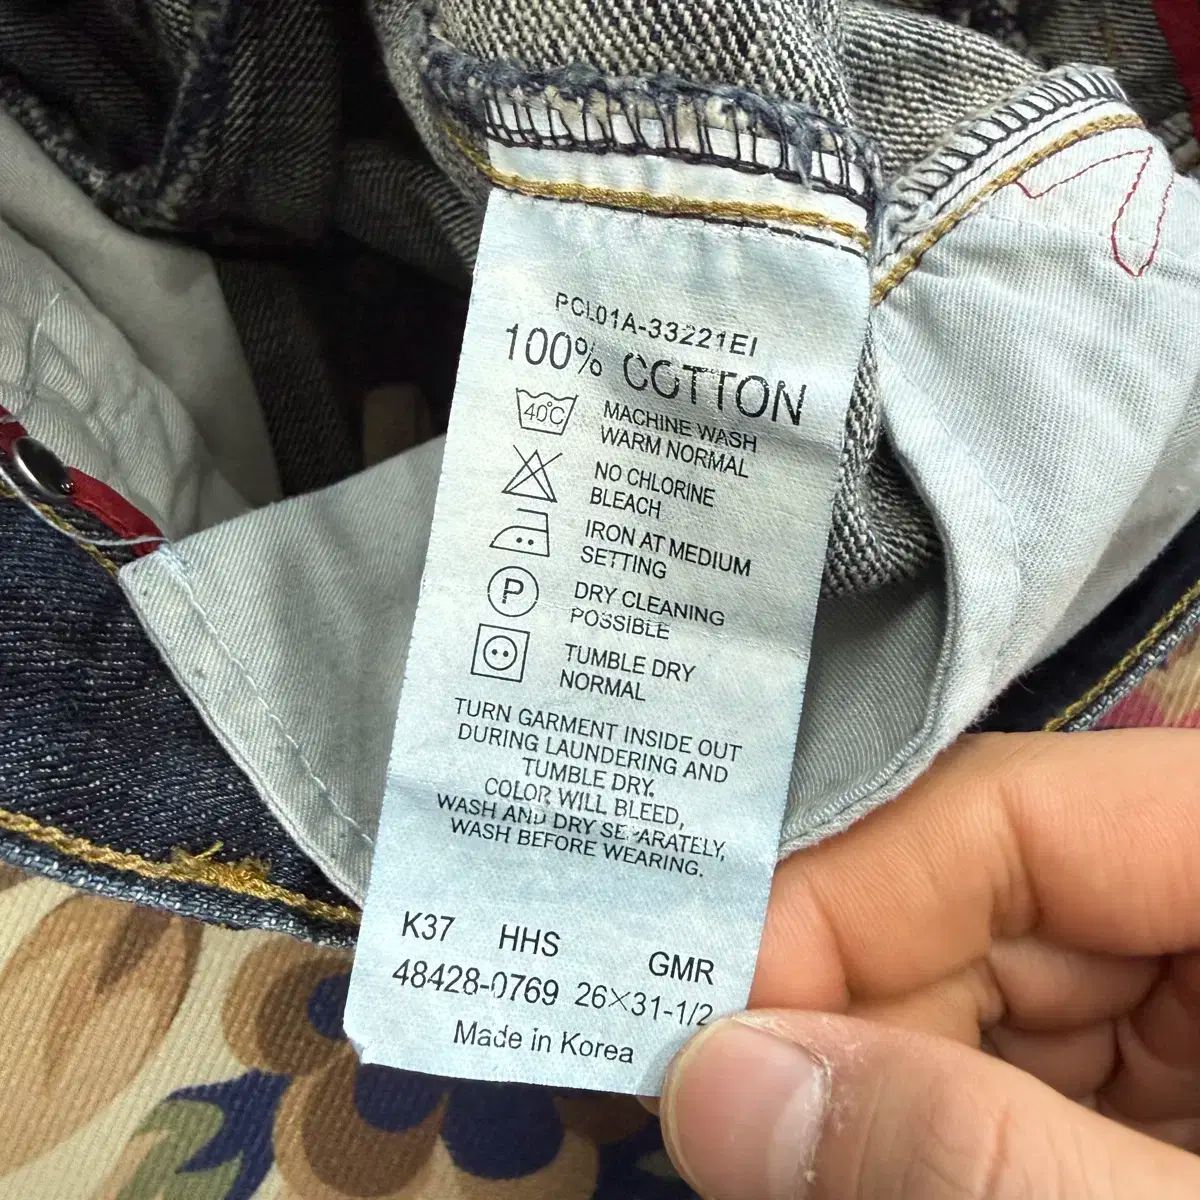 PCL01A-33221EI
100% COTTON
40°C MACHINE WASH
WARM NORMAL
NO CHLORINE
BLEACH
IRON AT MEDIUM
SETTING
P DRY CLEANING
POSSIBLE
TUMBLE DRY
NORMAL
TURN GARMENT INSIDE OUT
DURING LAUNDERING AND
TUMBLE DRY.
COLOR WILL BLEED,
WASH AND DRY SEPARATELY,
WASH BEFORE WEARING.
K37 HHS GMR
48428-0769 26×31-1/2
Made in Korea